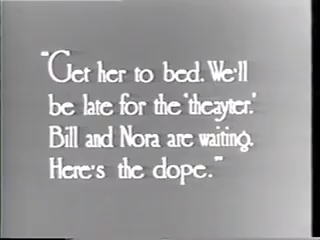 "Get her to bed. We'll
be late for the 'theayter.'
Bill and Nora are waiting.
Here's the dope."